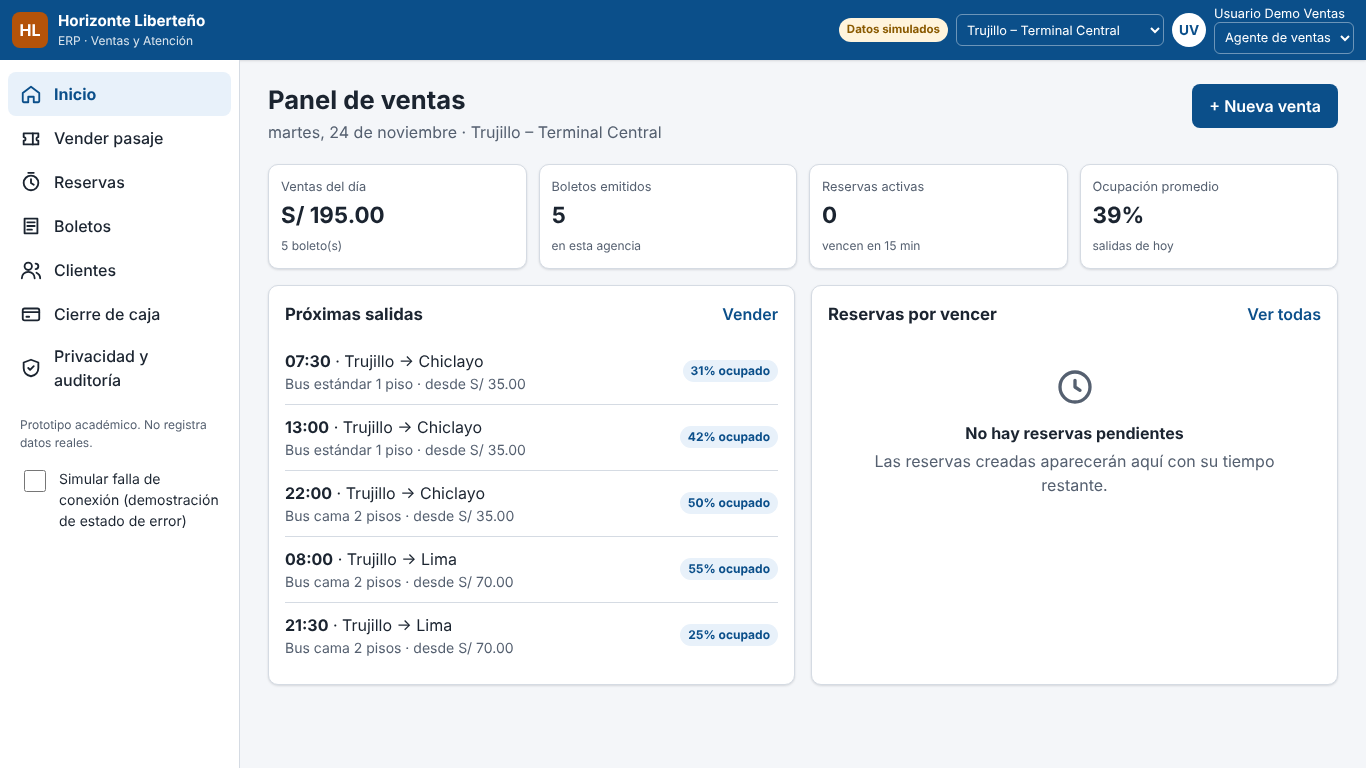 HL
Horizonte Liberteño
ERP · Ventas y Atención
Datos simulados
Trujillo – Terminal Central
UV
Usuario Demo Ventas
Agente de ventas
Inicio
Vender pasaje
Reservas
Boletos
Clientes
Cierre de caja
Privacidad y
auditoría
Prototipo académico. No registra
datos reales.
Simular falla de
conexión (demostración
de estado de error)
Panel de ventas
martes, 24 de noviembre · Trujillo – Terminal Central
+ Nueva venta
Ventas del día
S/ 195.00
5 boleto(s)
Boletos emitidos
5
en esta agencia
Reservas activas
0
vencen en 15 min
Ocupación promedio
39%
salidas de hoy
Próximas salidas
Vender
07:30 · Trujillo → Chiclayo
Bus estándar 1 piso · desde S/ 35.00
31% ocupado
13:00 · Trujillo → Chiclayo
Bus estándar 1 piso · desde S/ 35.00
42% ocupado
22:00 · Trujillo → Chiclayo
Bus cama 2 pisos · desde S/ 35.00
50% ocupado
08:00 · Trujillo → Lima
Bus cama 2 pisos · desde S/ 70.00
55% ocupado
21:30 · Trujillo → Lima
Bus cama 2 pisos · desde S/ 70.00
25% ocupado
Reservas por vencer
Ver todas
No hay reservas pendientes
Las reservas creadas aparecerán aquí con su tiempo
restante.